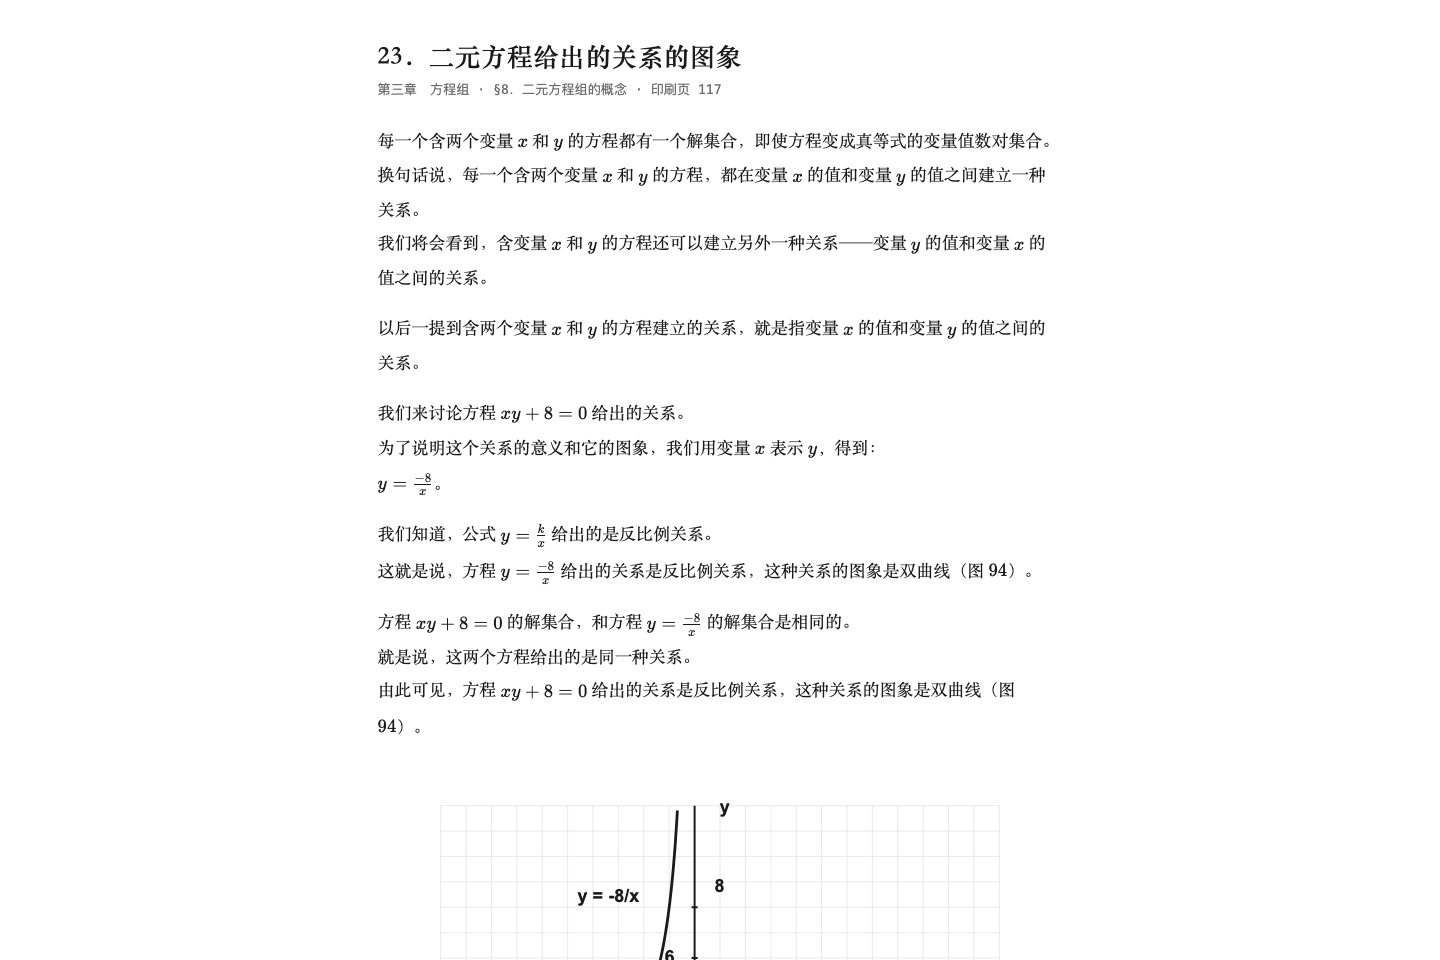 23. 二元方程给出的关系的图象
第三章 方程组 · §8. 二元方程组的概念 · 印刷页 117
每一个含两个变量 x 和 y 的方程都有一个解集合，即使方程变成真等式的变量值数对集合。
换句话说，每一个含两个变量 x 和 y 的方程，都在变量 x 的值和变量 y 的值之间建立一种
关系。
我们将会看到，含变量 x 和 y 的方程还可以建立另外一种关系——变量 y 的值和变量 x 的
值之间的关系。
以后一提到含两个变量 x 和 y 的方程建立的关系，就是指变量 x 的值和变量 y 的值之间的
关系。
我们来讨论方程 xy + 8 = 0 给出的关系。
为了说明这个关系的意义和它的图象，我们用变量 x 表示 y，得到：
y = \frac{-8}{x}。
我们知道，公式 y = \frac{k}{x} 给出的是反比例关系。
这就是说，方程 y = \frac{-8}{x} 给出的关系是反比例关系，这种关系的图象是双曲线（图 94）。
方程 xy + 8 = 0 的解集合，和方程 y = \frac{-8}{x} 的解集合是相同的。
就是说，这两个方程给出的是同一种关系。
由此可见，方程 xy + 8 = 0 给出的关系是反比例关系，这种关系的图象是双曲线（图
94）。
y
8
y = -8/x
6